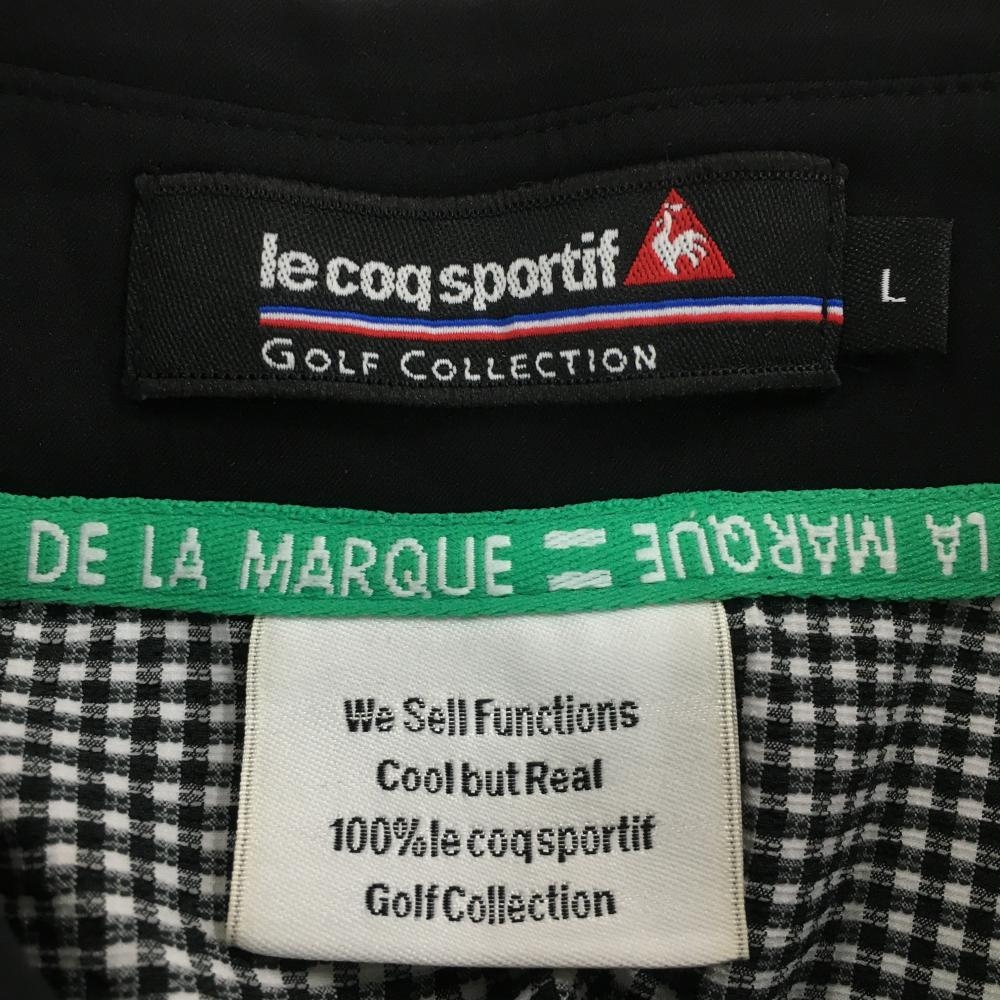 le coq sportif
GOLF COLLECTION
L
DE LA MARQUE = LA MARQUE
We Sell Functions
Cool but Real
100% le coq sportif
Golf Collection